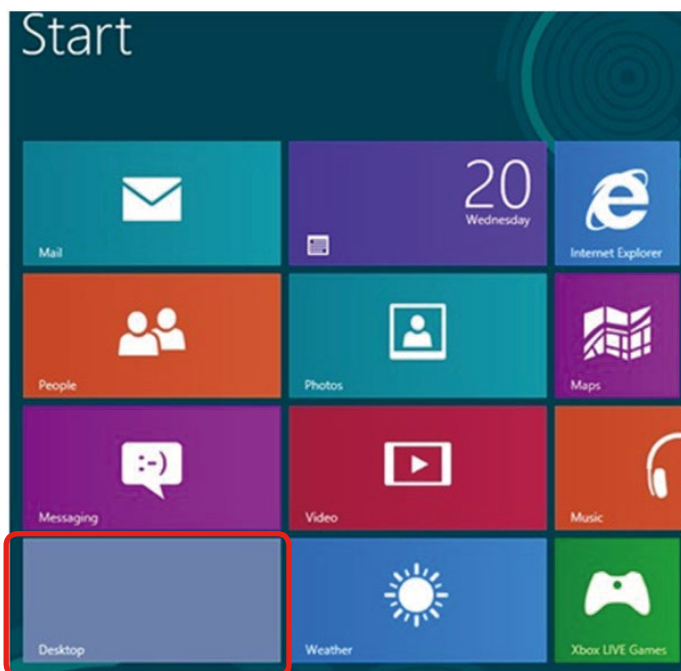 Start
Mail
20
Wednesday
Internet Explorer
People
Photos
Maps
:-)
Messaging
Video
Music
Desktop
Weather
Xbox LIVE Games